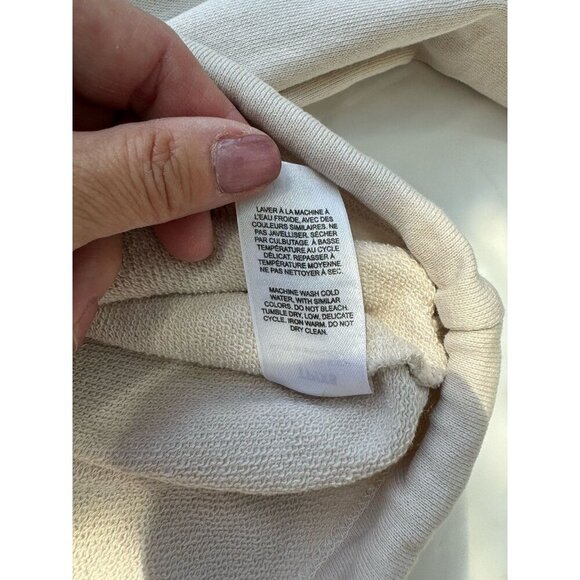 LAVER À LA MACHINE À
L'EAU FROIDE, AVEC DES
COULEURS SIMILAIRES. NE
PAS JAVELLISER. SÉCHER
PAR CULBUTAGE À BASSE
TEMPÉRATURE AU CYCLE
DÉLICAT. REPASSER À
TEMPÉRATURE MOYENNE.
NE PAS NETTOYER À SEC.
MACHINE WASH COLD
WATER, WITH SIMILAR
COLORS. DO NOT BLEACH.
TUMBLE DRY, LOW, DELICATE
CYCLE. IRON WARM. DO NOT
DRY CLEAN.